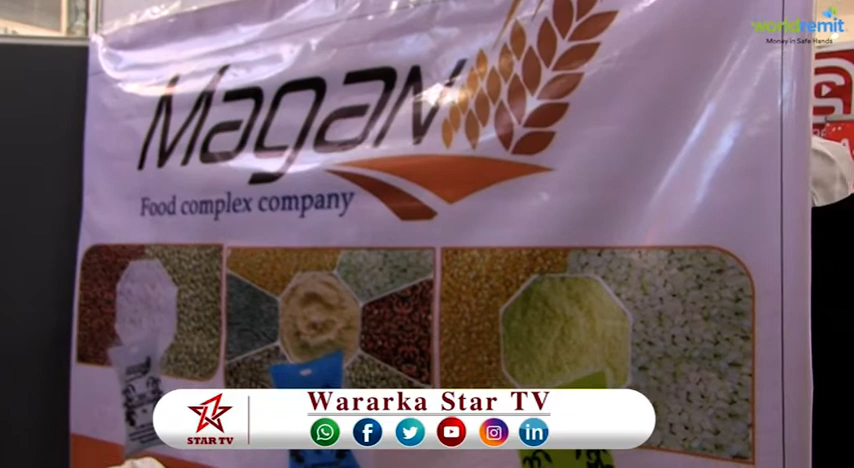 worldremit
Money in Safe Hands
Magan
Food complex company
Wararka Star TV
STAR TV